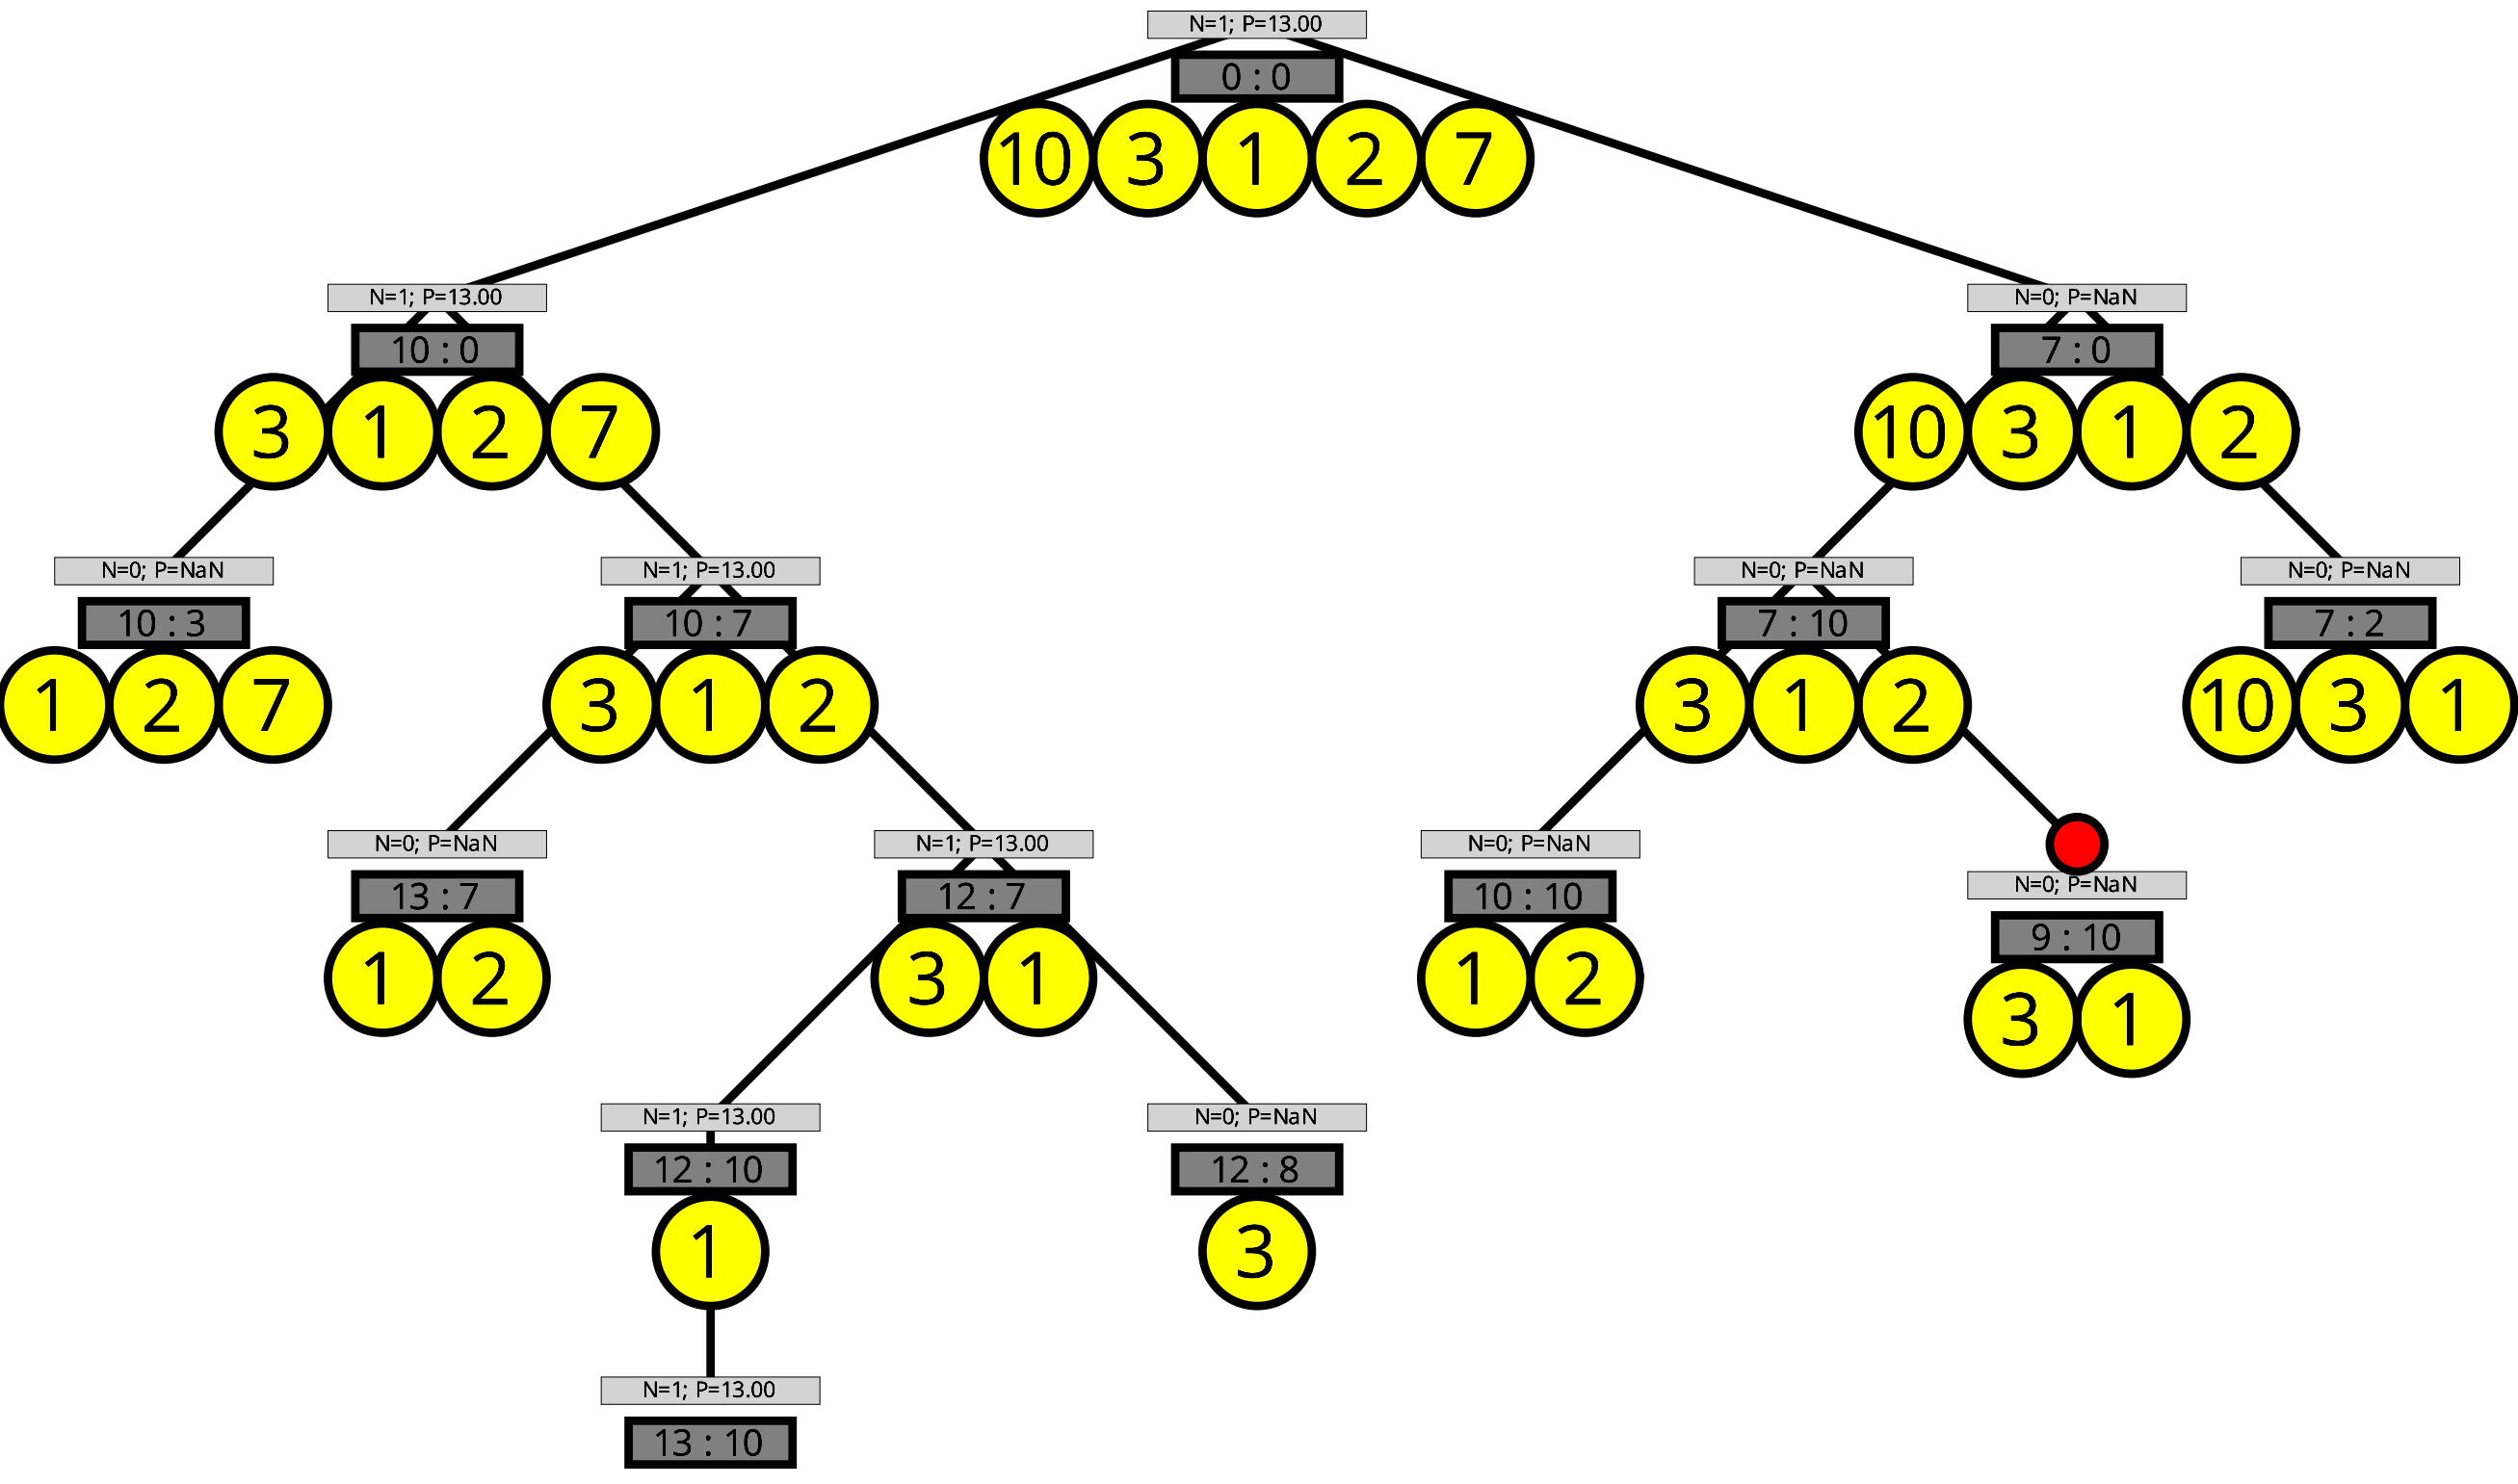 N=1; P=13.00
0 : 0
10 3 1 2 7
N=1; P=13.00
N=0; P=NaN
10 : 0
7 : 0
3 1 2 7
10 3 1 2
N=0; P=NaN
N=1; P=13.00
N=0; P=NaN
N=0; P=NaN
10 : 3
10 : 7
7 : 10
7 : 2
1 2 7
3 1 2
3 1 2
10 3 1
N=0; P=NaN
N=1; P=13.00
N=0; P=NaN
N=0; P=NaN
13 : 7
12 : 7
10 : 10
9 : 10
1 2
3 1
1 2
3 1
N=1; P=13.00
N=0; P=NaN
12 : 10
12 : 8
1
3
N=1; P=13.00
13 : 10